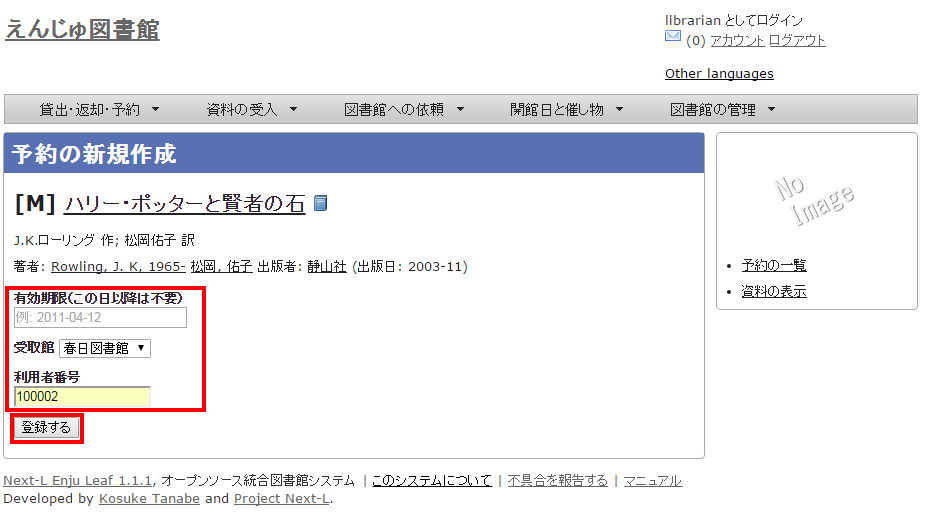 えんじゅ図書館
librarian としてログイン
(0) アカウント ログアウト
Other languages
貸出・返却・予約 ▼ 資料の受入 ▼ 図書館への依頼 ▼ 開館日と催し物 ▼ 図書館の管理 ▼
予約の新規作成
[M] ハリー・ポッターと賢者の石
J.K.ローリング 作; 松岡佑子 訳
著者: Rowling, J. K, 1965- 松岡, 佑子 出版者: 静山社 (出版日: 2003-11)
有効期限(この日以降は不要)
例: 2011-04-12
受取館 春日図書館 ▼
利用者番号
100002
登録する
No
Image
• 予約の一覧
• 資料の表示
Next-L Enju Leaf 1.1.1, オープンソース統合図書館システム | このシステムについて | 不具合を報告する | マニュアル
Developed by Kosuke Tanabe and Project Next-L.